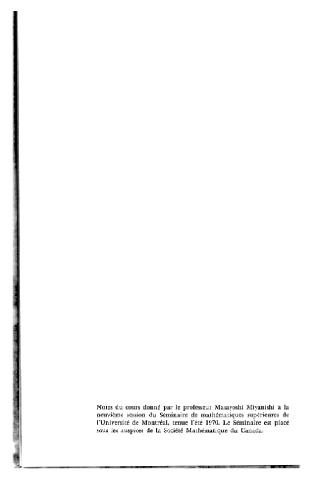 Notes du cours donné par le professeur Masayoshi Miyanishi à la
neuvième session du Séminaire de mathématiques supérieures de
l'Université de Montréal, tenue l'été 1970. Le Séminaire est placé
sous les auspices de la Société Mathématique du Canada.